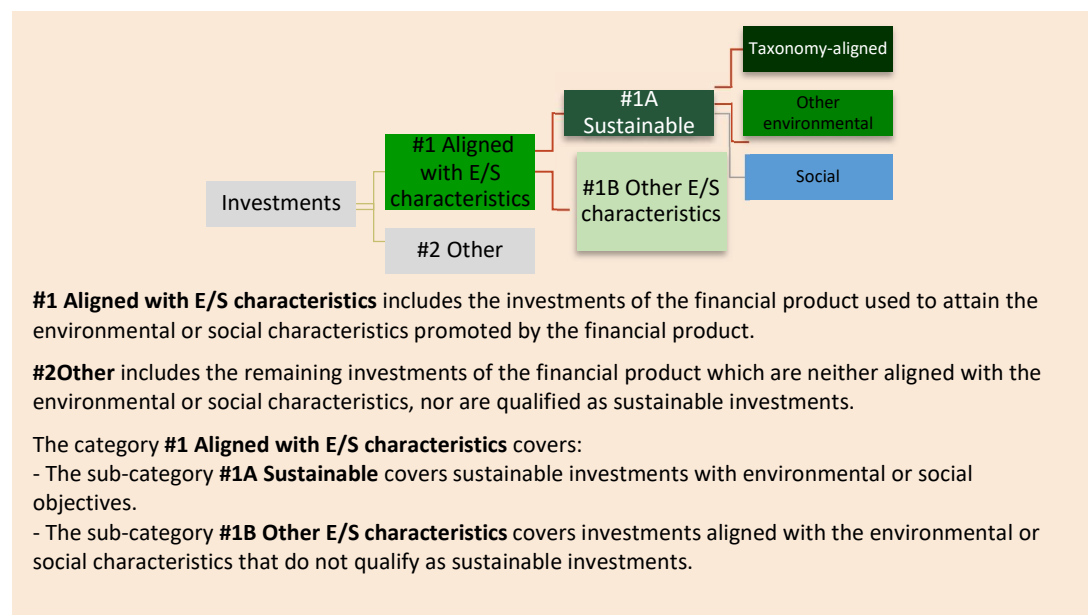 Taxonomy-aligned
#1A
Sustainable
Other
environmental
#1 Aligned
with E/S
characteristics
#1B Other E/S
characteristics
Social
Investments
#2 Other
#1 Aligned with E/S characteristics includes the investments of the financial product used to attain the
environmental or social characteristics promoted by the financial product.
#2Other includes the remaining investments of the financial product which are neither aligned with the
environmental or social characteristics, nor are qualified as sustainable investments.
The category #1 Aligned with E/S characteristics covers:
- The sub-category #1A Sustainable covers sustainable investments with environmental or social
objectives.
- The sub-category #1B Other E/S characteristics covers investments aligned with the environmental or
social characteristics that do not qualify as sustainable investments.